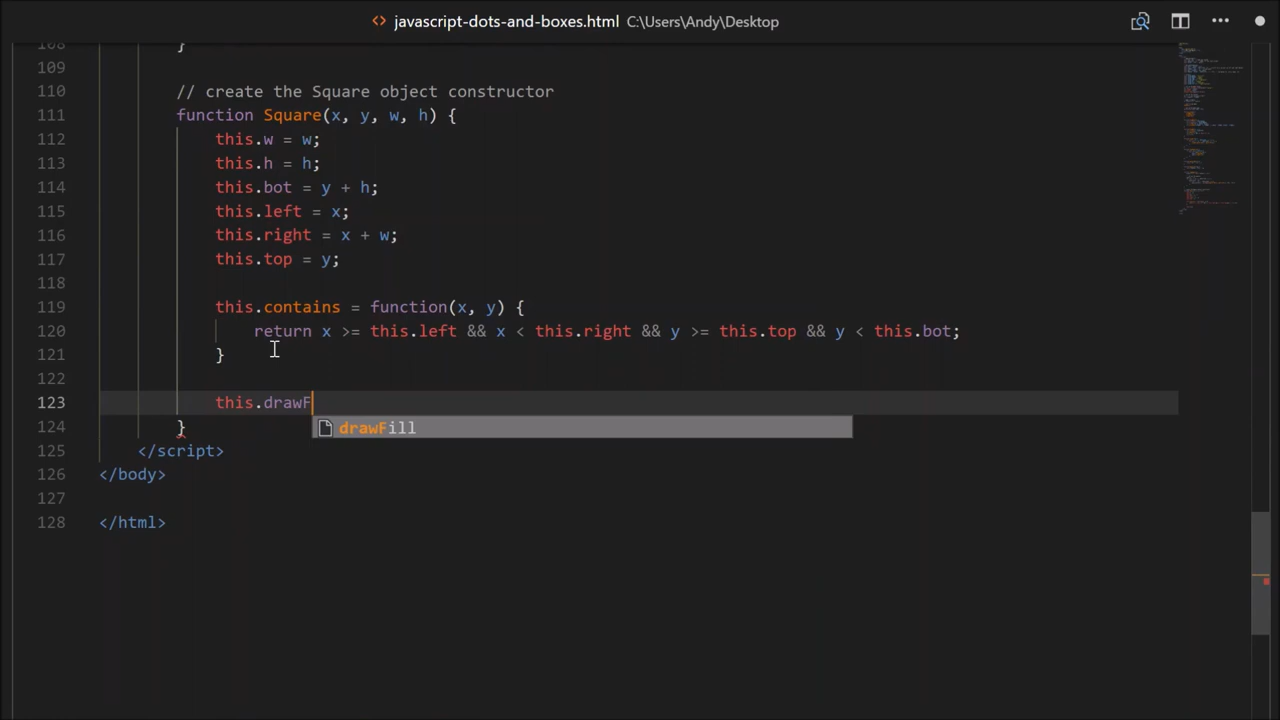 javascript-dots-and-boxes.html C:\Users\Andy\Desktop
108 }
109
110 // create the Square object constructor
111 function Square(x, y, w, h) {
112 this.w = w;
113 this.h = h;
114 this.bot = y + h;
115 this.left = x;
116 this.right = x + w;
117 this.top = y;
118
119 this.contains = function(x, y) {
120 return x >= this.left && x < this.right && y >= this.top && y < this.bot;
121 }
122
123 this.drawF
drawFill
124 }
125 </script>
126 </body>
127
128 </html>